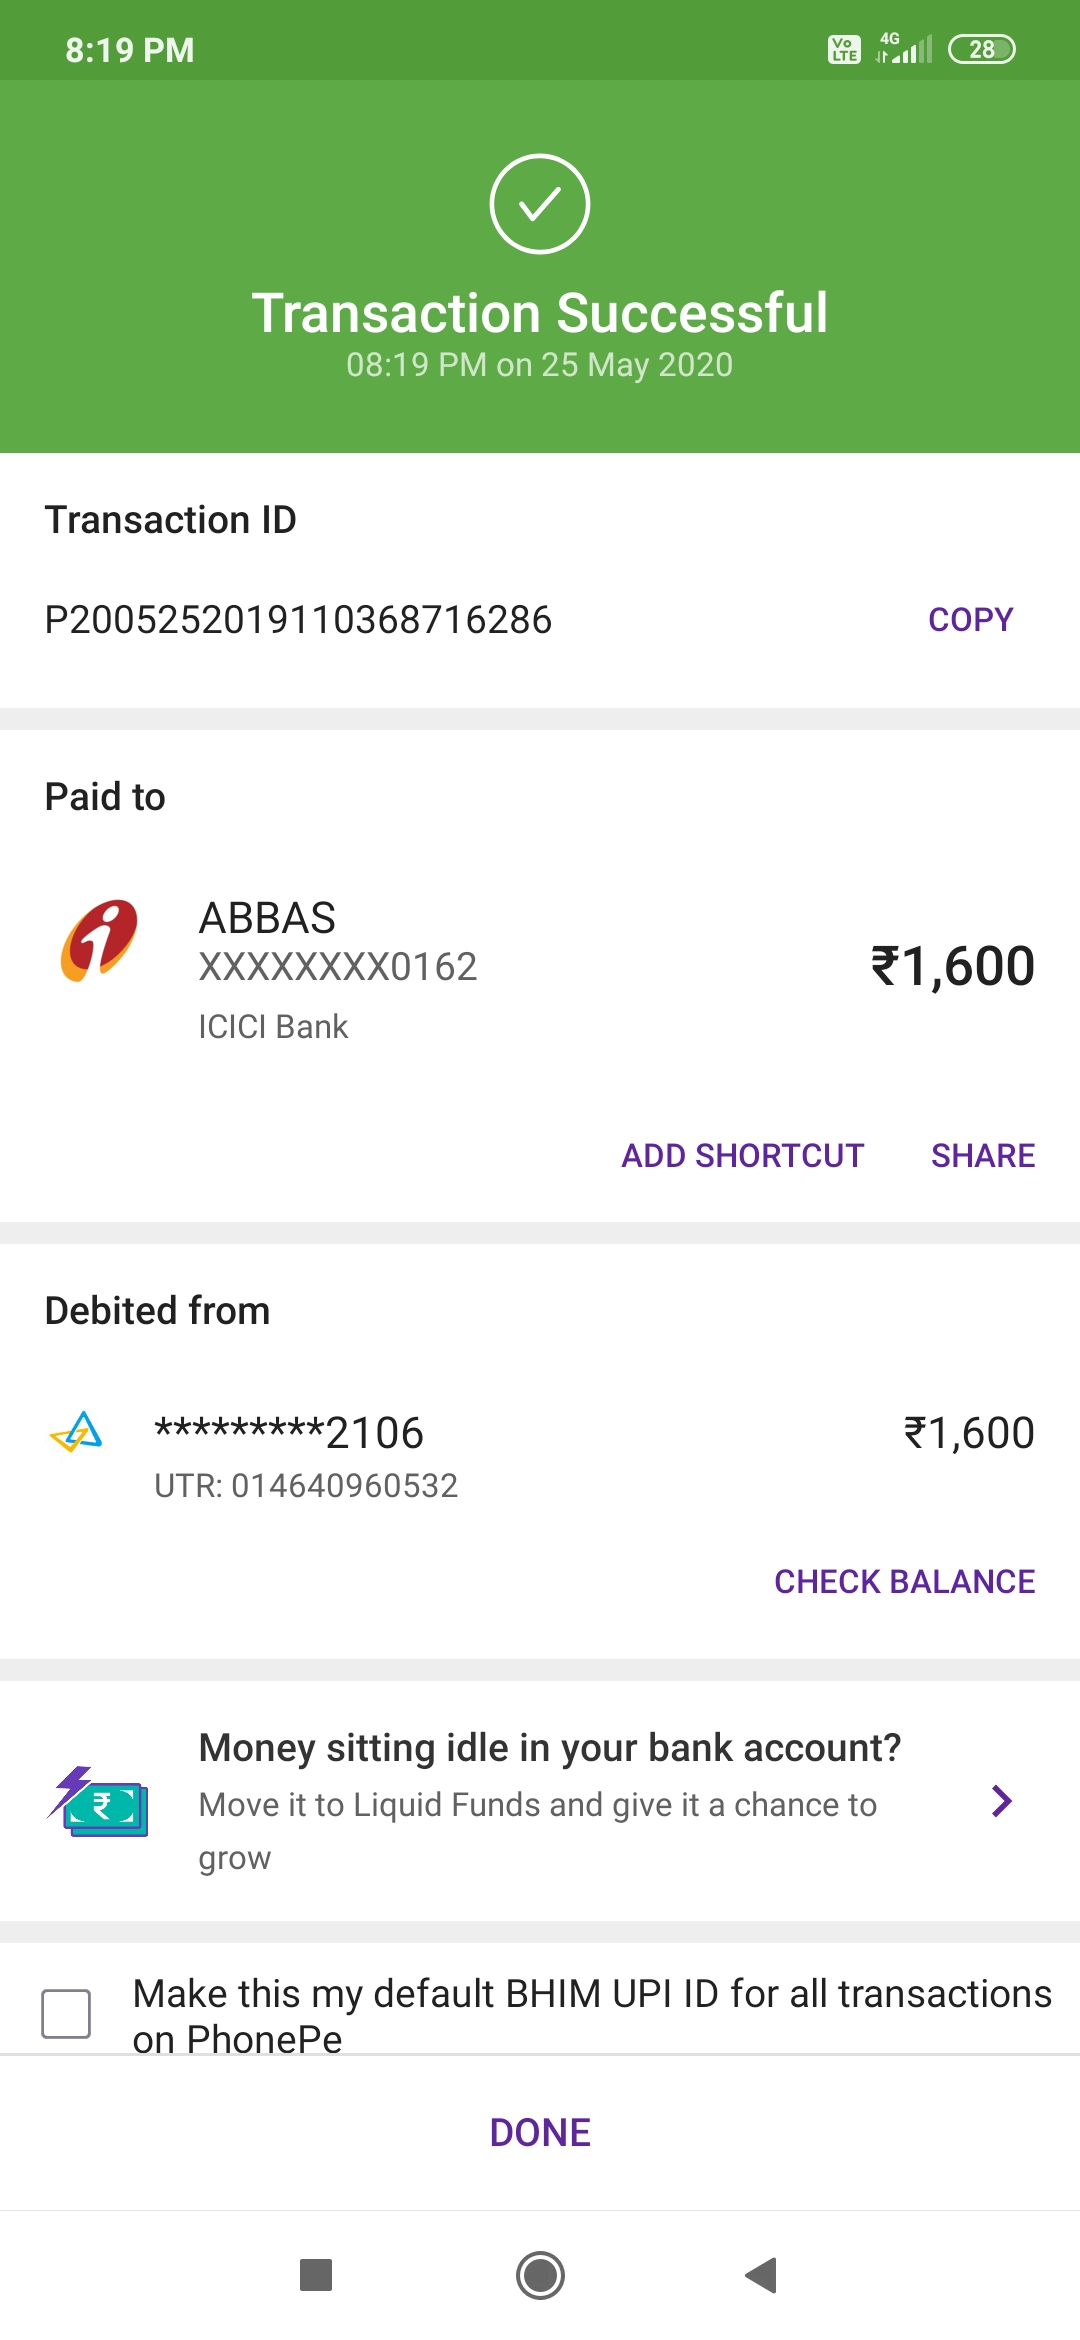 8:19 PM
Vo LTE 4G 28
Transaction Successful
08:19 PM on 25 May 2020
Transaction ID
P2005252019110368716286
COPY
Paid to
ABBAS
XXXXXXXX0162
₹1,600
ICICI Bank
ADD SHORTCUT SHARE
Debited from
*********2106
₹1,600
UTR: 014640960532
CHECK BALANCE
Money sitting idle in your bank account?
Move it to Liquid Funds and give it a chance to
grow
Make this my default BHIM UPI ID for all transactions
on PhonePe
DONE